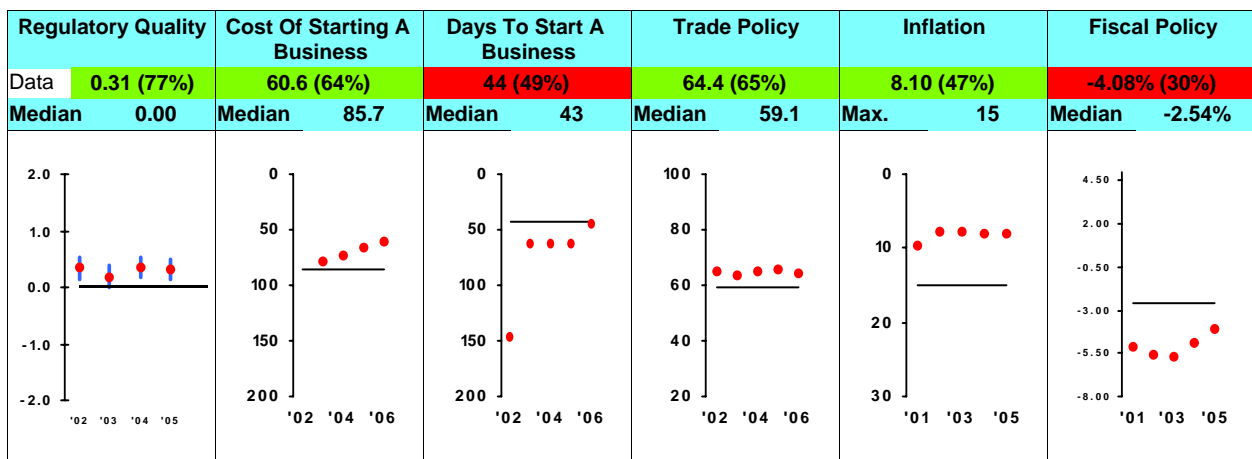 Regulatory Quality
Cost Of Starting A
Business
Days To Start A
Business
Trade Policy
Inflation
Fiscal Policy
Data 0.31 (77%) 60.6 (64%) 44 (49%) 64.4 (65%) 8.10 (47%) -4.08% (30%)
Median 0.00 Median 85.7 Median 43 Median 59.1 Max. 15 Median -2.54%
2.0
1.0
0.0
-1.0
-2.0
'02 '03 '04 '05
0
50
100
150
200
'02 '04 '06
0
50
100
150
200
'02 '04 '06
100
80
60
40
20
'02 '04 '06
0
10
20
30
'01 '03 '05
4.50
2.00
-0.50
-3.00
-5.50
-8.00
'01 '03 '05